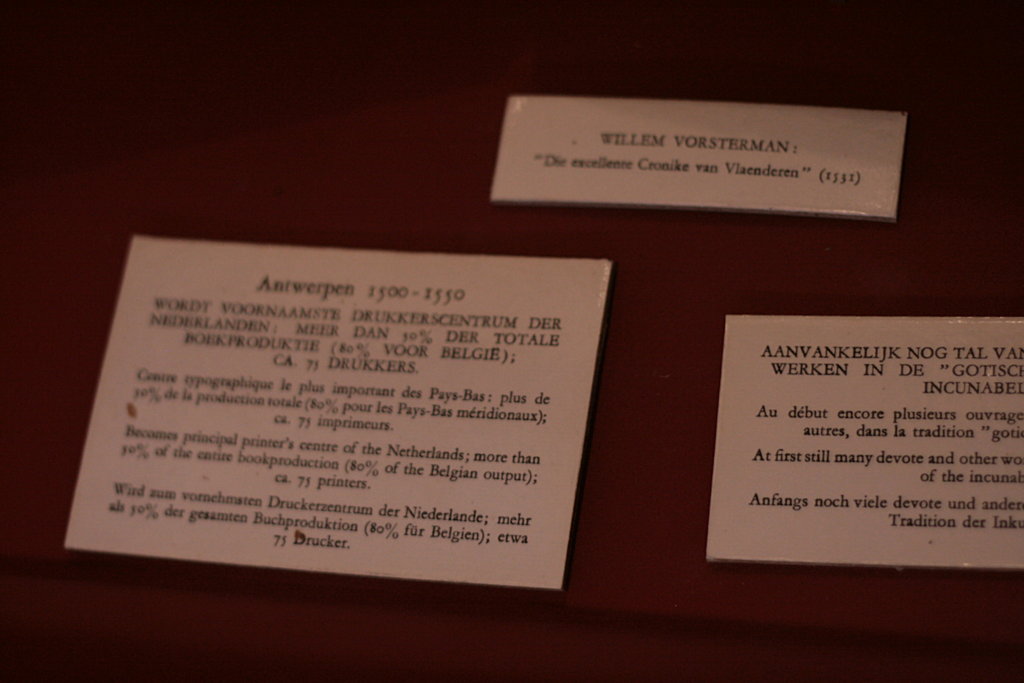 WILLEM VORSTERMAN:
"Die excellente Cronike van Vlaenderen" (1531)
Antwerpen 1500-1550
WORDT VOORNAAMSTE DRUKKERSCENTRUM DER
NEDERLANDEN: MEER DAN 50% DER TOTALE
BOEKPRODUKTIE (80% VOOR BELGIË);
CA. 75 DRUKKERS.
Centre typographique le plus important des Pays-Bas: plus de
50% de la production totale (80% pour les Pays-Bas méridionaux);
ca. 75 imprimeurs.
Becomes principal printer's centre of the Netherlands; more than
50% of the entire bookproduction (80% of the Belgian output);
ca. 75 printers.
Wird zum vornehmsten Druckerzentrum der Niederlande; mehr
als 50% der gesamten Buchproduktion (80% für Belgien); etwa
75 Drucker.
AANVANKELIJK NOG TAL VAN
WERKEN IN DE "GOTISCH
INCUNABEL
Au début encore plusieurs ouvrage
autres, dans la tradition "goti
At first still many devote and other wo
of the incunab
Anfangs noch viele devote und andere
Tradition der Inku